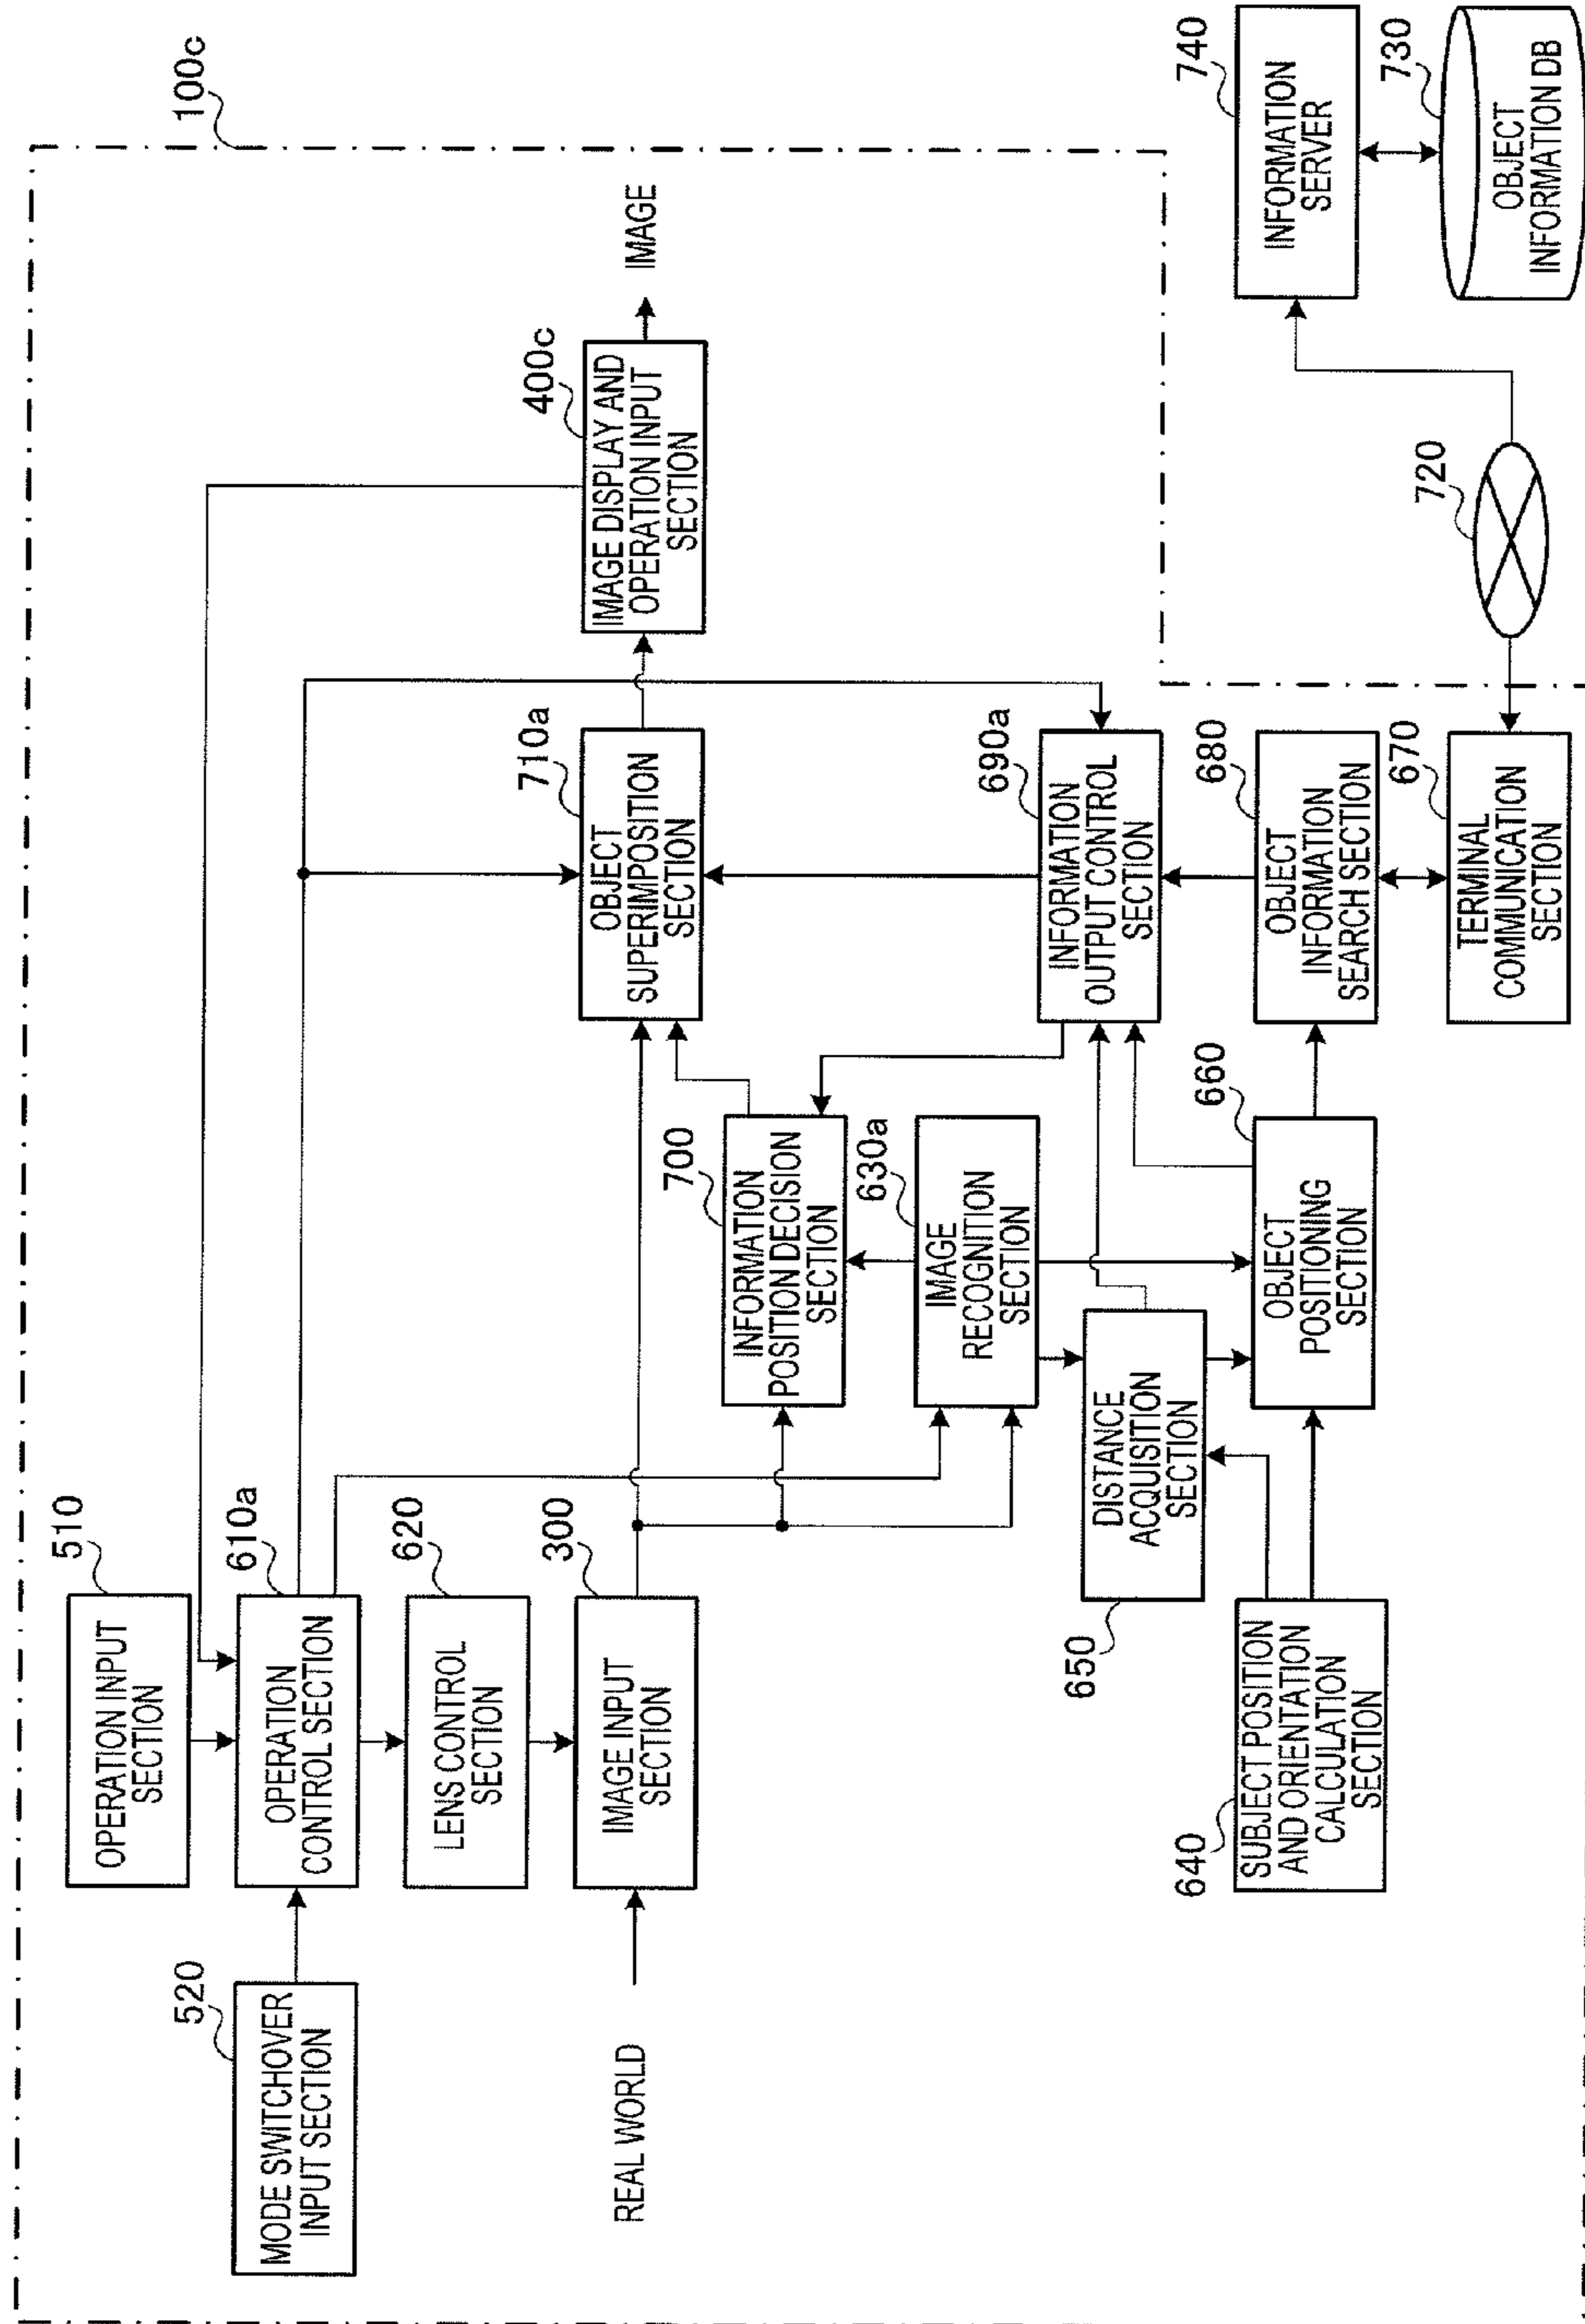 100c
510
OPERATION INPUT
SECTION
520
MODE SWITCHOVER
INPUT SECTION
610a
OPERATION
CONTROL SECTION
620
LENS CONTROL
SECTION
REAL WORLD
300
IMAGE INPUT
SECTION
710a
OBJECT
SUPERIMPOSITION
SECTION
400c
IMAGE DISPLAY AND
OPERATION INPUT
SECTION
IMAGE
700
INFORMATION
POSITION DECISION
SECTION
630a
IMAGE
RECOGNITION
SECTION
690a
INFORMATION
OUTPUT CONTROL
SECTION
650
DISTANCE
ACQUISITION
SECTION
640
SUBJECT POSITION
AND ORIENTATION
CALCULATION
SECTION
660
OBJECT
POSITIONING
SECTION
680
OBJECT
INFORMATION
SEARCH SECTION
670
TERMINAL
COMMUNICATION
SECTION
720
740
INFORMATION
SERVER
730
OBJECT
INFORMATION DB